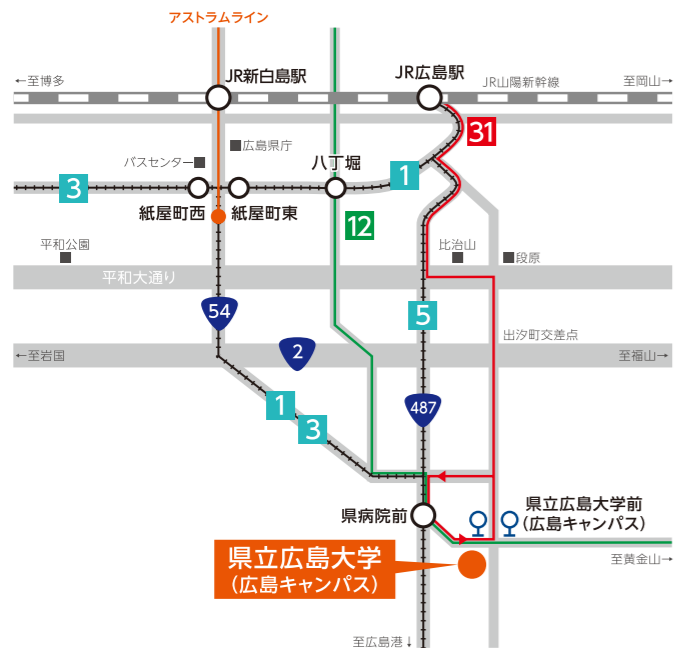 アストラムライン
JR新白島駅
JR広島駅
←至博多
JR山陽新幹線
至岡山→
31
広島県庁
バスセンター
八丁堀
1
3
紙屋町西
紙屋町東
12
平和公園
比治山
段原
平和大通り
54
5
出汐町交差点
2
←至岩国
至福山→
1
3
487
県病院前
県立広島大学前
(広島キャンパス)
県立広島大学
(広島キャンパス)
至黄金山→
至広島港↓